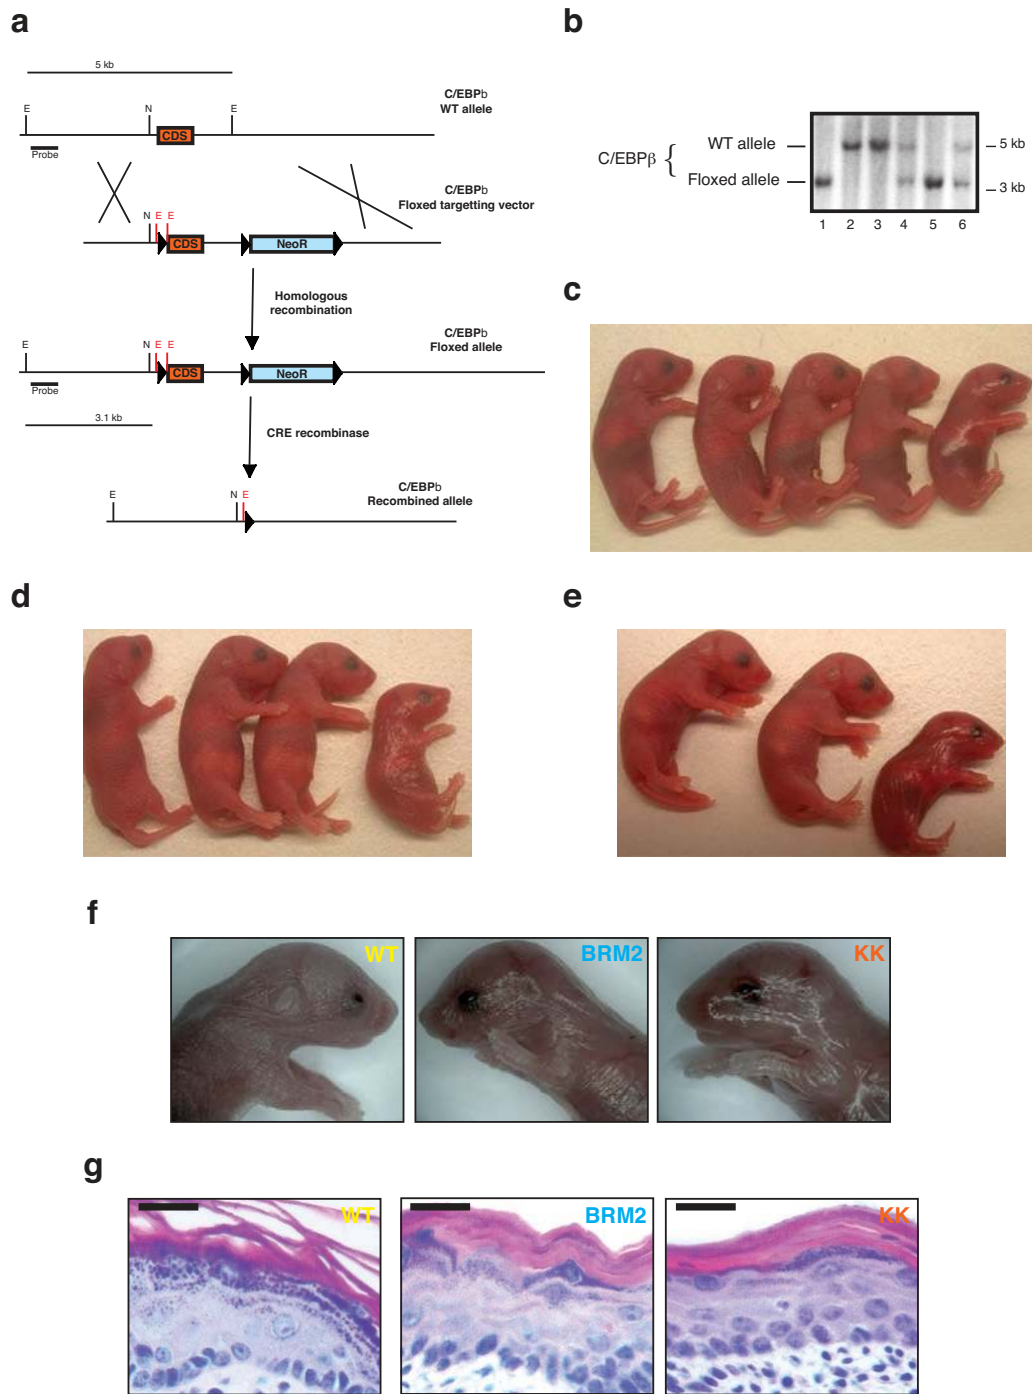 a
5 kb
E N E
C/EBPb
WT allele
CDS
Probe
C/EBPb
Floxed targetting vector
N E E
CDS
NeoR
Homologous
recombination
C/EBPb
Floxed allele
E N E E
CDS
NeoR
Probe
3.1 kb
CRE recombinase
C/EBPb
Recombined allele
E N E
b
C/EBPβ {
WT allele
5 kb
Floxed allele
3 kb
1 2 3 4 5 6
c
d
e
f
WT
BRM2
KK
g
WT
BRM2
KK